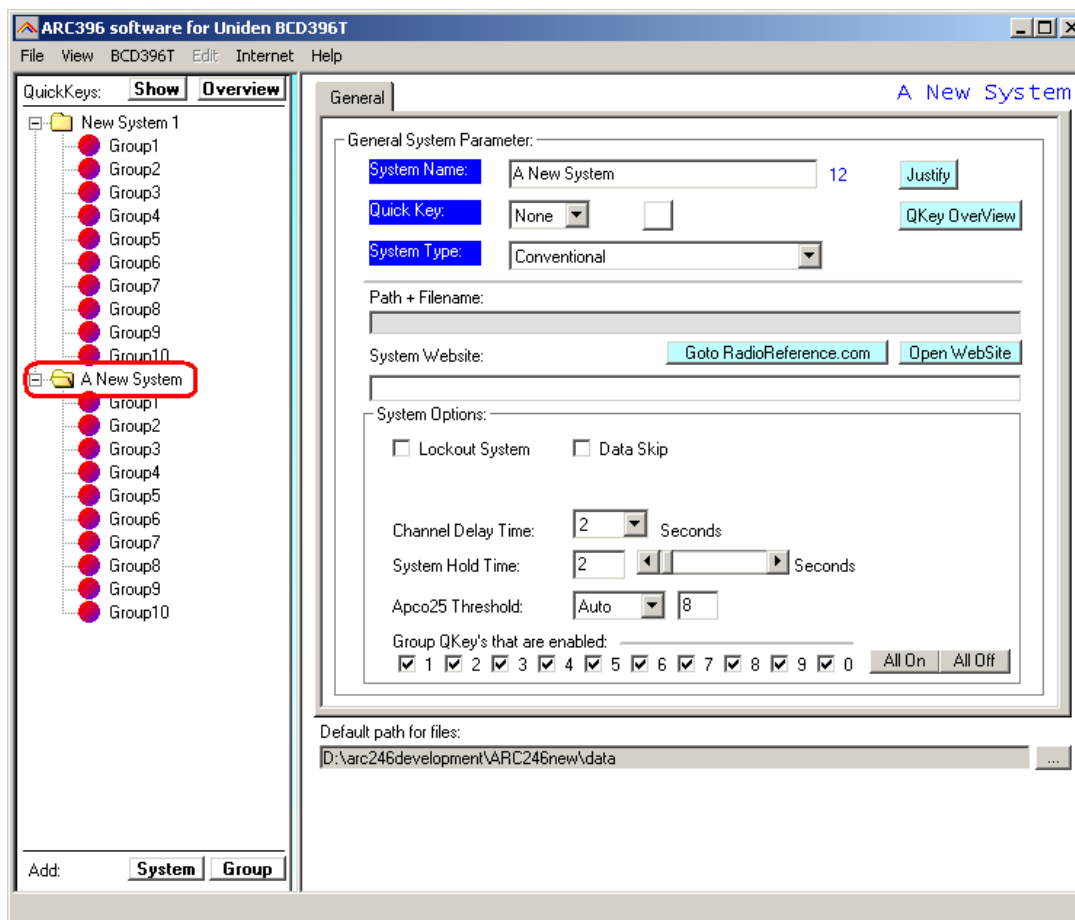 ARC396 software for Uniden BCD396T
File View BCD396T Edit Internet Help
QuickKeys: Show Overview
New System 1
Group1
Group2
Group3
Group4
Group5
Group6
Group7
Group8
Group9
Group10
A New System
Group1
Group2
Group3
Group4
Group5
Group6
Group7
Group8
Group9
Group10
Add: System Group
General
A New System
General System Parameter:
System Name: A New System 12 Justify
Quick Key: None QKey OverView
System Type: Conventional
Path + Filename:
System Website: Goto RadioReference.com Open WebSite
System Options:
Lockout System Data Skip
Channel Delay Time: 2 Seconds
System Hold Time: 2 Seconds
Apco25 Threshold: Auto 8
Group QKey's that are enabled:
1 2 3 4 5 6 7 8 9 0 All On All Off
Default path for files:
D:\arc246development\ARC246new\data ...